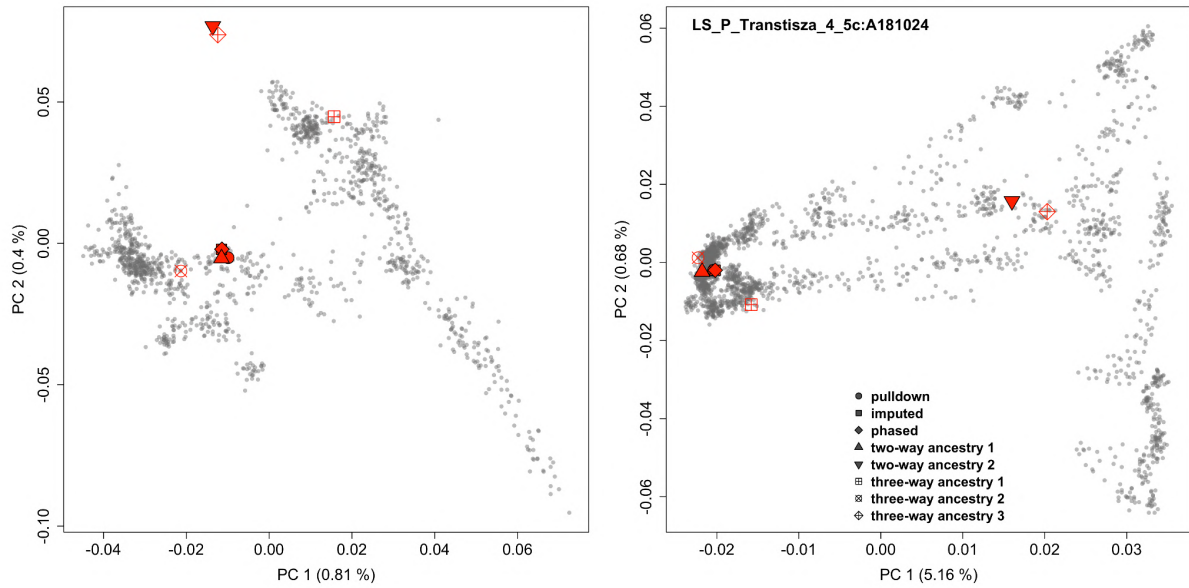 0.05
0.00
-0.05
-0.10
PC 2 (0.4 %)
-0.04
-0.02
0.00
0.02
0.04
0.06
PC 1 (0.81 %)
LS_P_Transtisza_4_5c:A181024
0.06
0.04
0.02
0.00
-0.02
-0.04
-0.06
PC 2 (0.68 %)
pulldown
imputed
phased
two-way ancestry 1
two-way ancestry 2
three-way ancestry 1
three-way ancestry 2
three-way ancestry 3
-0.02
-0.01
0.00
0.01
0.02
0.03
PC 1 (5.16 %)